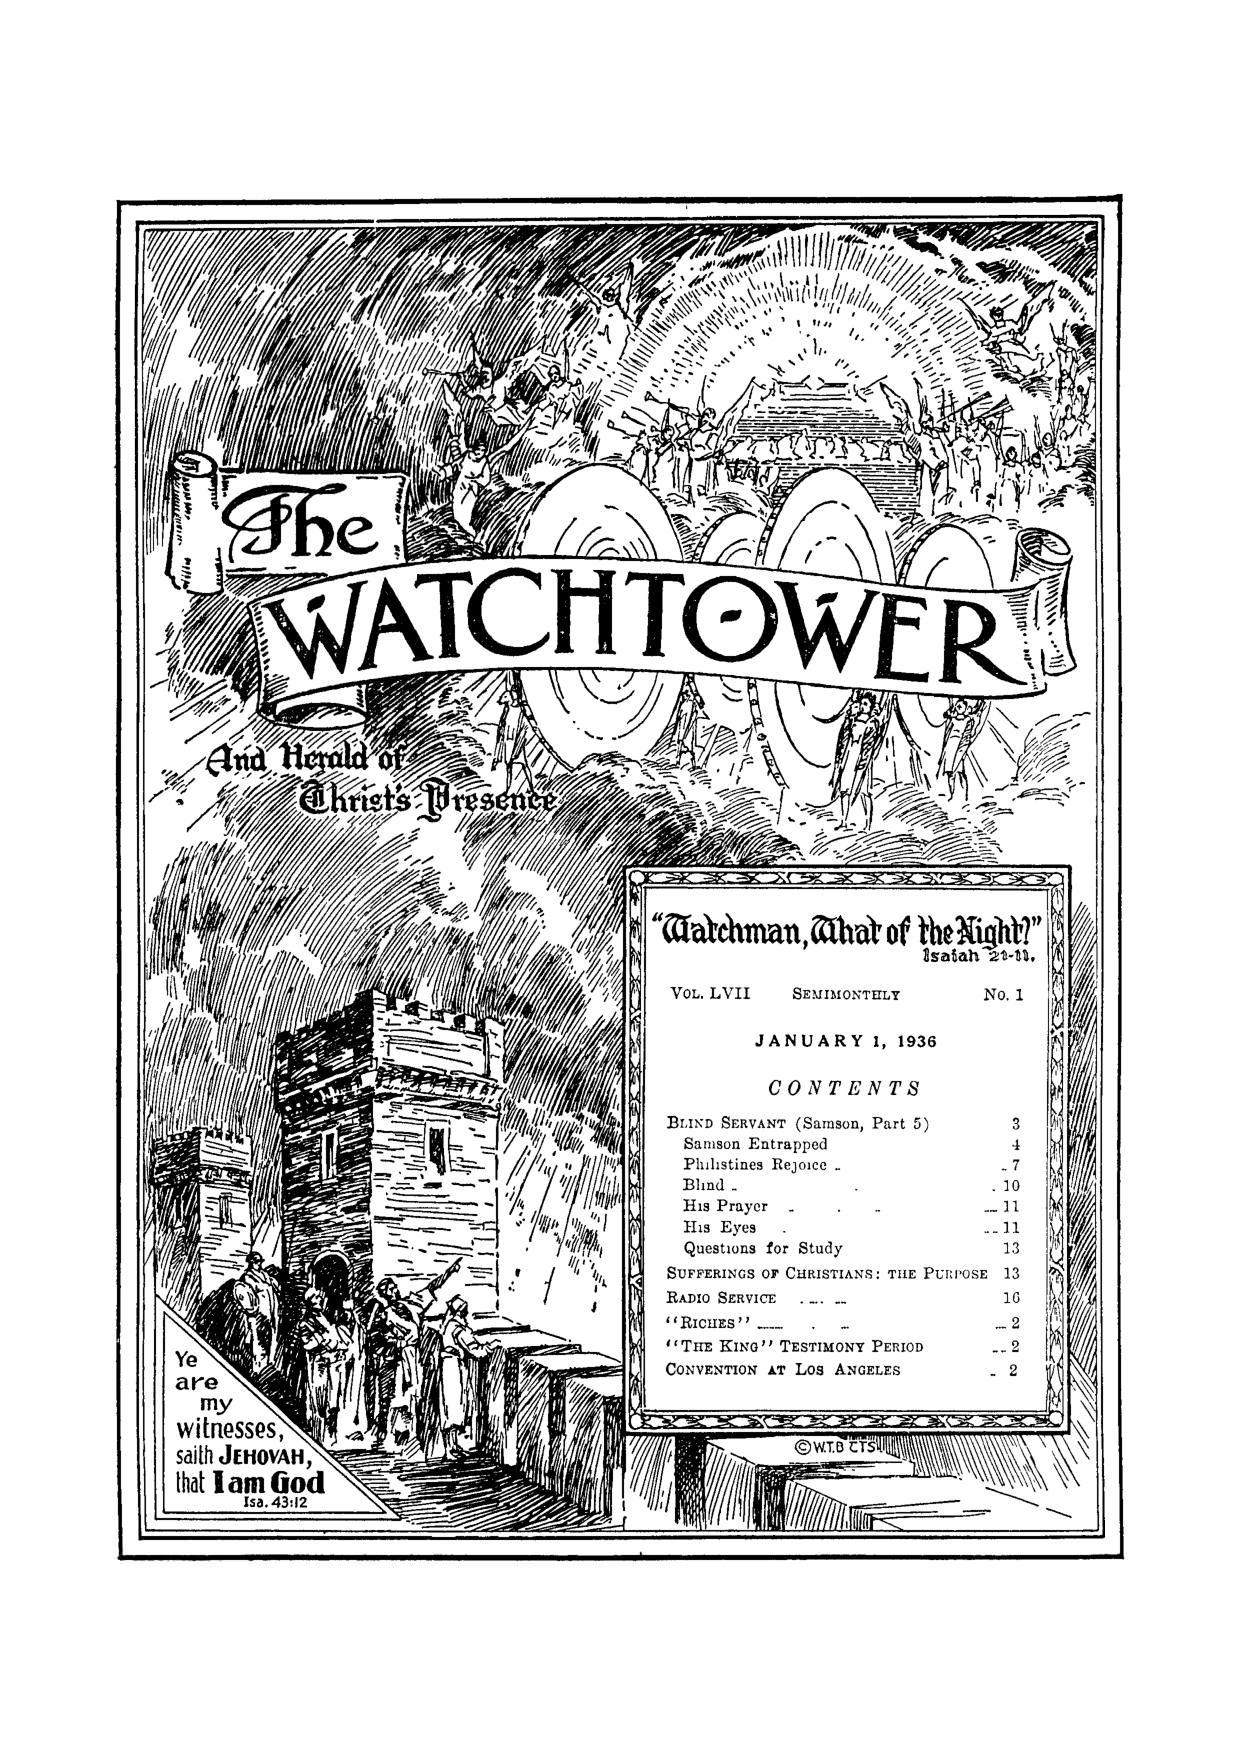 The
WATCHTOWER
And Herald of
Christ's Presence
"Watchman, What of the Night?"
Isaiah 21-11.
VOL. LVII SEMIMONTHLY No. 1
JANUARY 1, 1936
CONTENTS
BLIND SERVANT (Samson, Part 5) 3
Samson Entrapped 4
Philistines Rejoice 7
Blind 10
His Prayer 11
His Eyes 11
Questions for Study 13
SUFFERINGS OF CHRISTIANS: THE PURPOSE 13
RADIO SERVICE 16
"RICHES" 2
"THE KING" TESTIMONY PERIOD 2
CONVENTION AT LOS ANGELES 2
©W.T.B CTS
Ye
are
my
witnesses,
saith JEHOVAH,
that I am God
Isa. 43:12